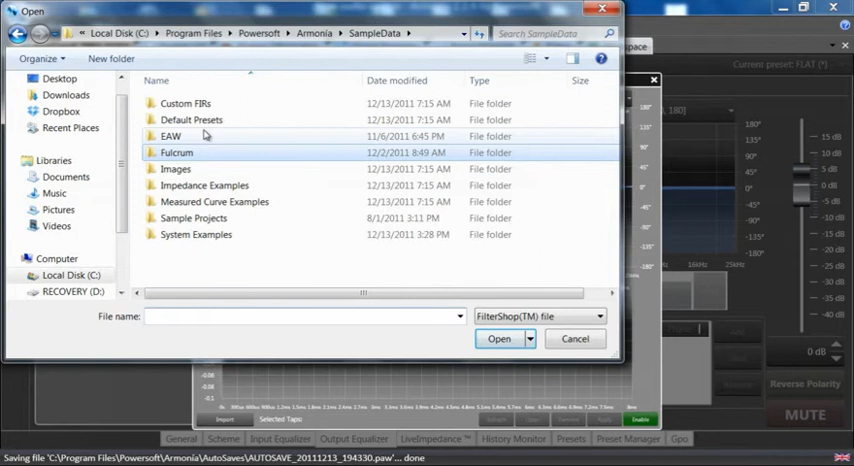 Open
« Local Disk (C:) ▸ Program Files ▸ Powersoft ▸ Armonía ▸ SampleData ▸ Search SampleData
Organize New folder
space
Current preset: FLAT (*)
Name Date modified Type Size
Desktop
Downloads
Dropbox
Recent Places
Libraries
Documents
Music
Pictures
Videos
Computer
Local Disk (C:)
RECOVERY (D:)
Custom FIRs 12/13/2011 7:15 AM File folder
Default Presets 12/13/2011 7:15 AM File folder
EAW 11/6/2011 6:45 PM File folder
Fulcrum 12/2/2011 8:49 AM File folder
Images 12/13/2011 7:15 AM File folder
Impedance Examples 12/13/2011 7:15 AM File folder
Measured Curve Examples 12/13/2011 7:15 AM File folder
Sample Projects 8/1/2011 3:11 PM File folder
System Examples 12/13/2011 3:28 PM File folder
File name: FilterShop(TM) file
Open Cancel
180°
, 180]
180°
135°
90°
45°
0°
-45°
-90°
-135°
-180°
16kHz 25kHz
15 dB
10 dB
5 dB
0 dB
-5 dB
-10 dB
-15 dB
-20 dB
-25 dB
-30 dB
-35 dB
-40 dB
0 dB
Reverse Polarity
MUTE
-0.08
-0.1
Import Selected Taps: Enable
General Scheme Input Equalizer Output Equalizer LiveImpedance™ History Monitor Presets Preset Manager Gpo
Saving file 'C:\Program Files\Powersoft\Armonía\AutoSaves\AUTOSAVE_20111213_194330.paw'... done